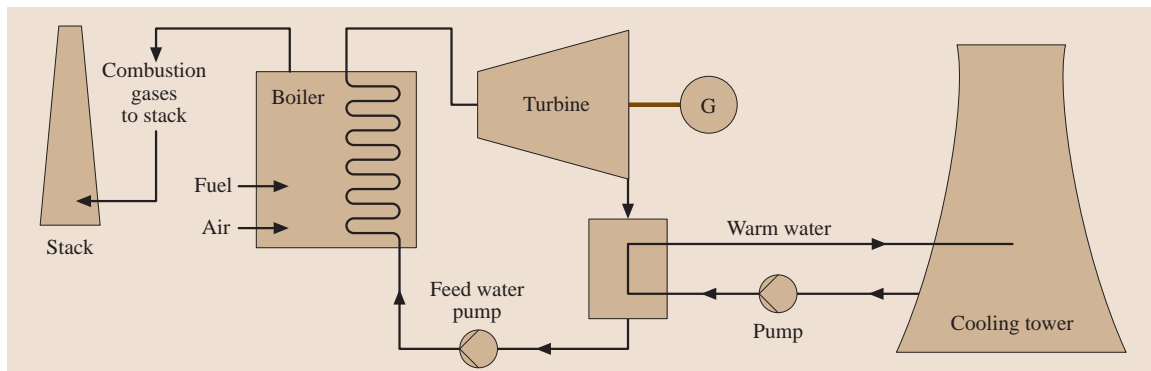 Combustion
gases
to stack
Boiler
Turbine
G
Fuel
Air
Stack
Warm water
Feed water
pump
Pump
Cooling tower